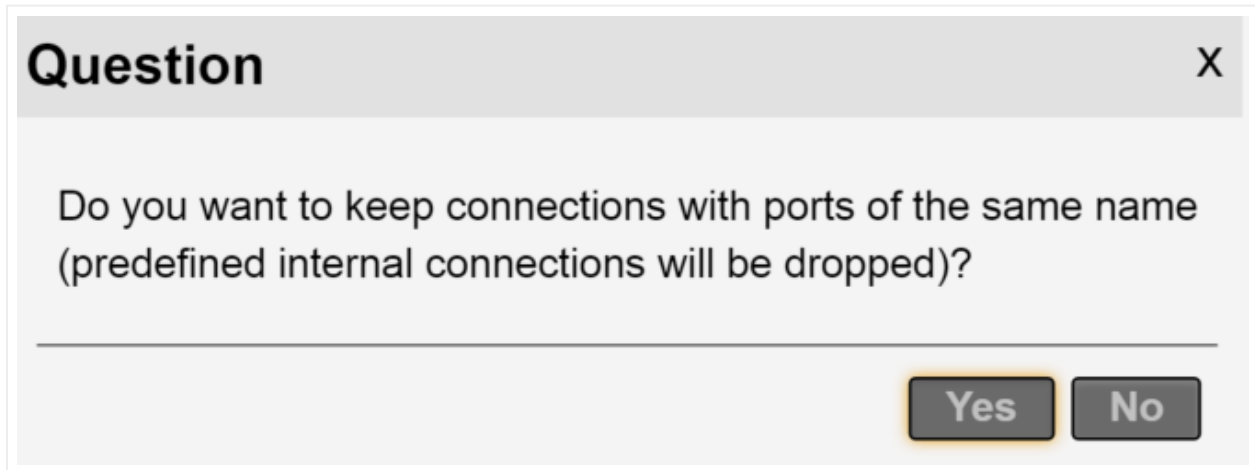 Question X
Do you want to keep connections with ports of the same name
(predefined internal connections will be dropped)?
Yes No